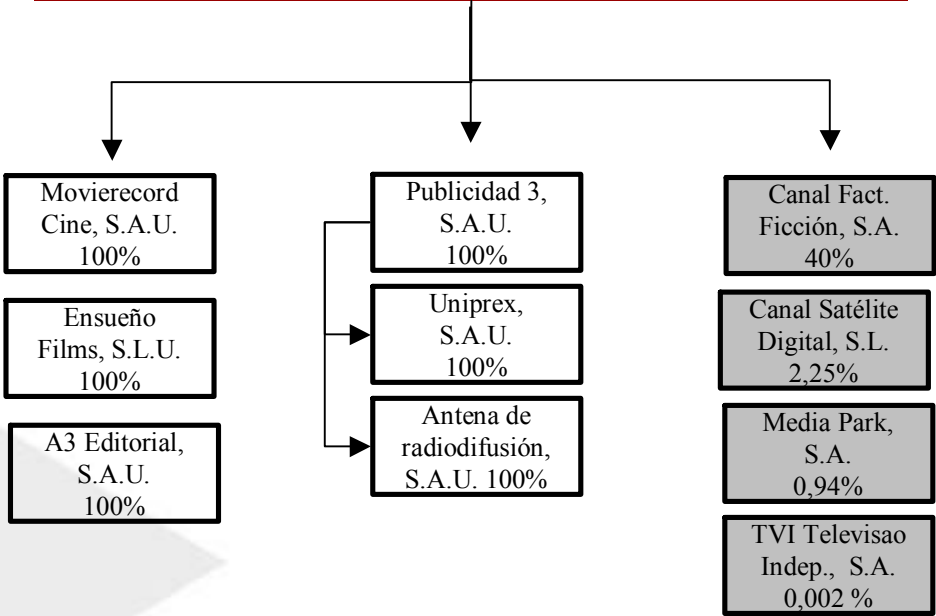 Movierecord
Cine, S.A.U.
100%
Ensueño
Films, S.L.U.
100%
A3 Editorial,
S.A.U.
100%
Publicidad 3,
S.A.U.
100%
Uniprex,
S.A.U.
100%
Antena de
radiodifusión,
S.A.U. 100%
Canal Fact.
Ficción, S.A.
40%
Canal Satélite
Digital, S.L.
2,25%
Media Park,
S.A.
0,94%
TVI Televisao
Indep., S.A.
0,002 %